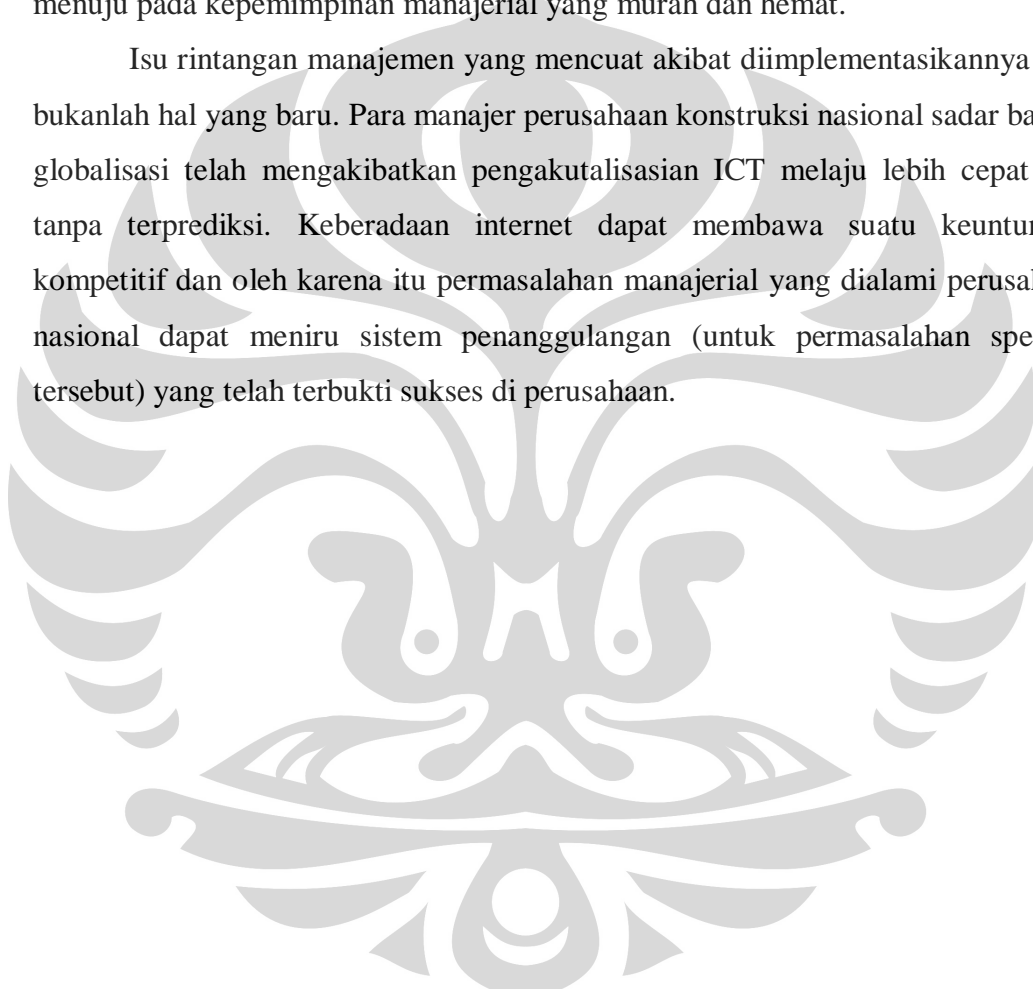 menuju pada kepemimpinan manajerial yang murah dan hemat.
Isu rintangan manajemen yang mencuat akibat diimplementasikannya
bukanlah hal yang baru. Para manajer perusahaan konstruksi nasional sadar ba
globalisasi telah mengakibatkan pengakutalisasian ICT melaju lebih cepat
tanpa terprediksi. Keberadaan internet dapat membawa suatu keuntu
kompetitif dan oleh karena itu permasalahan manajerial yang dialami perusa
nasional dapat meniru sistem penanggulangan (untuk permasalahan spe
tersebut) yang telah terbukti sukses di perusahaan.